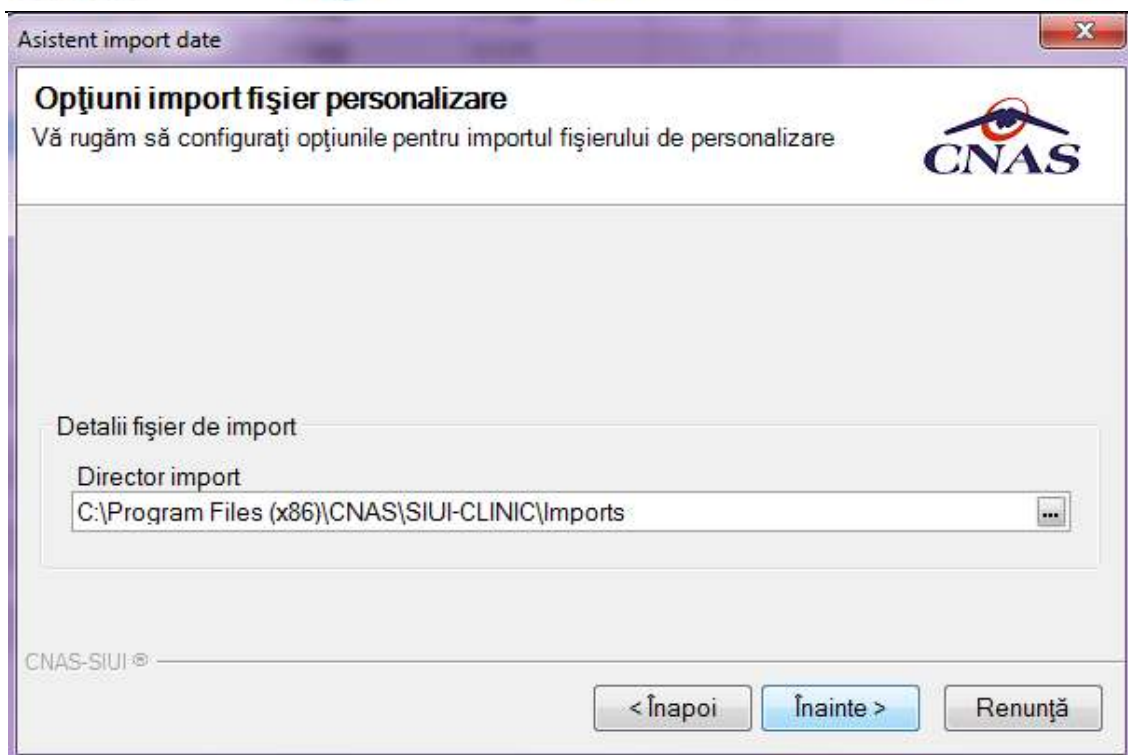 Asistent import date
Opţiuni import fişier personalizare
Vă rugăm să configuraţi opţiunile pentru importul fişierului de personalizare
CNAS
Detalii fişier de import
Director import
C:\Program Files (x86)\CNAS\SIUI-CLINIC\Imports
...
CNAS-SIUI ®
< Înapoi
Înainte >
Renunţă